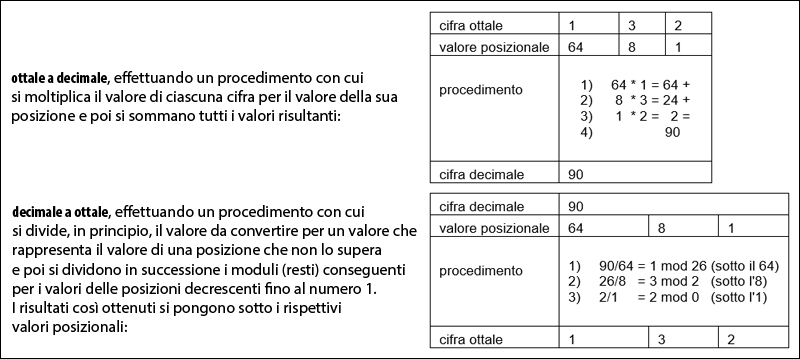 cifra ottale 1 3 2
valore posizionale 64 8 1
ottale a decimale, effettuando un procedimento con cui
si moltiplica il valore di ciascuna cifra per il valore della sua
posizione e poi si sommano tutti i valori risultanti:
procedimento
1) 64 * 1 = 64 +
2) 8 * 3 = 24 +
3) 1 * 2 = 2 =
4) 90
cifra decimale 90
decimale a ottale, effettuando un procedimento con cui
si divide, in principio, il valore da convertire per un valore che
rappresenta il valore di una posizione che non lo supera
e poi si dividono in successione i moduli (resti) conseguenti
per i valori delle posizioni decrescenti fino al numero 1.
I risultati così ottenuti si pongono sotto i rispettivi
valori posizionali:
cifra decimale 90
valore posizionale 64 8 1
procedimento
1) 90/64 = 1 mod 26 (sotto il 64)
2) 26/8 = 3 mod 2 (sotto l'8)
3) 2/1 = 2 mod 0 (sotto l'1)
cifra ottale 1 3 2